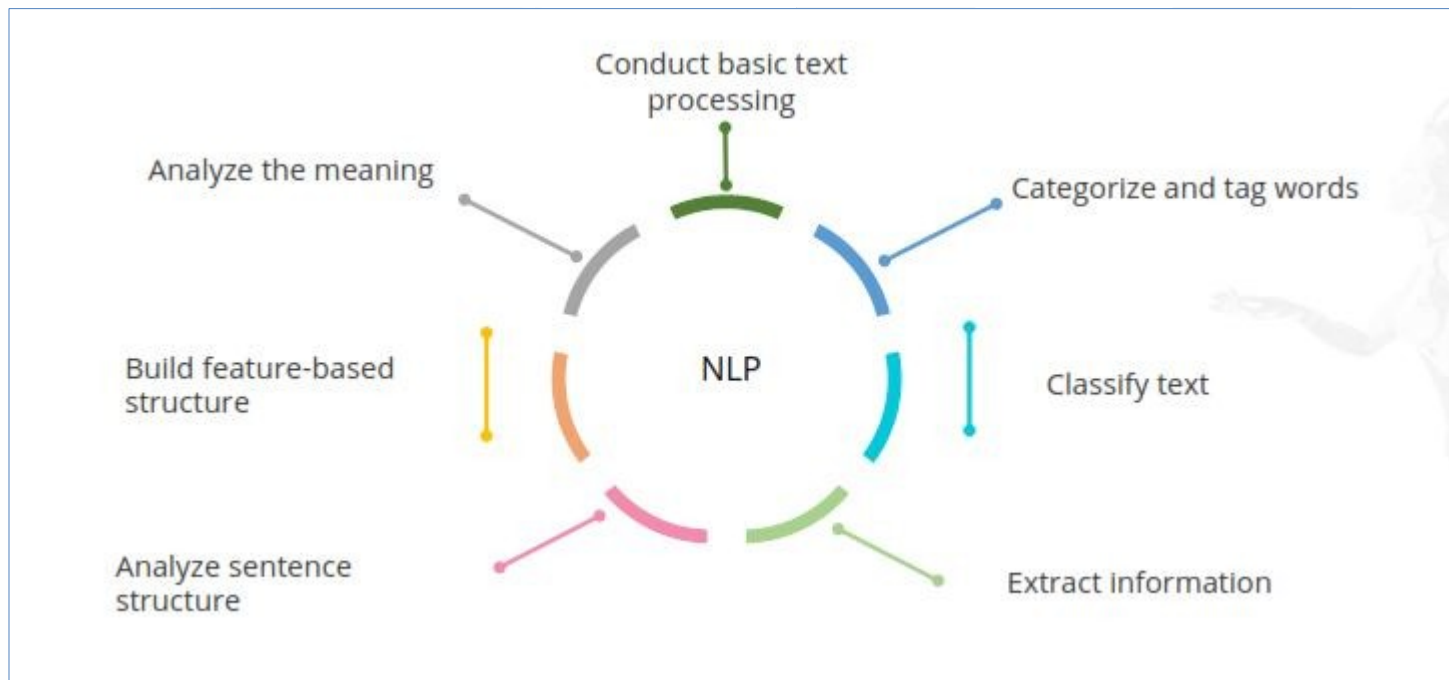 Conduct basic text
processing
Analyze the meaning
Categorize and tag words
Build feature-based
structure
NLP
Classify text
Analyze sentence
structure
Extract information